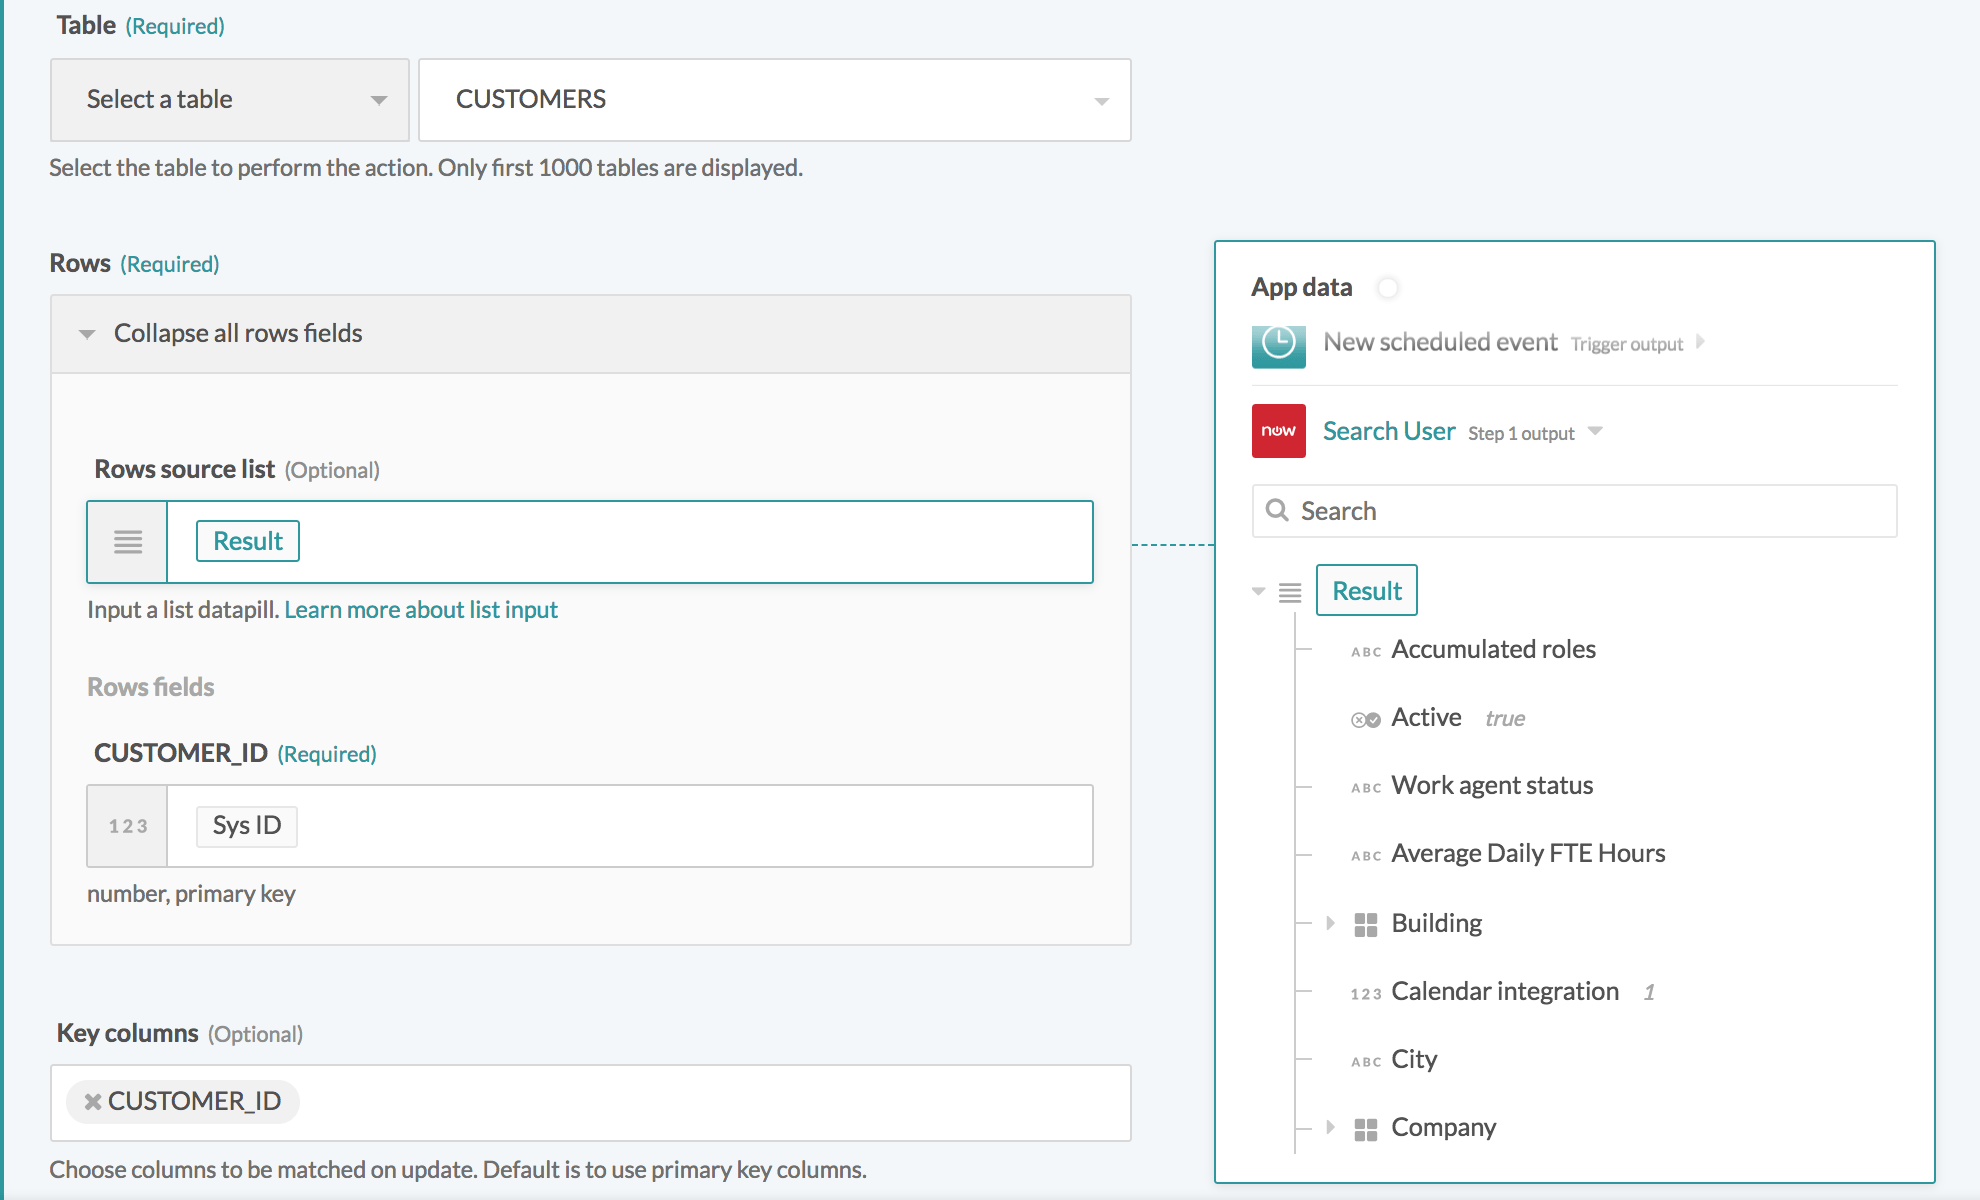 Table (Required)
Select a table
CUSTOMERS
Select the table to perform the action. Only first 1000 tables are displayed.
Rows (Required)
Collapse all rows fields
Rows source list (Optional)
Result
Input a list datapill. Learn more about list input
Rows fields
CUSTOMER_ID (Required)
123
Sys ID
number, primary key
Key columns (Optional)
CUSTOMER_ID
Choose columns to be matched on update. Default is to use primary key columns.
App data
New scheduled event Trigger output
now
Search User Step 1 output
Search
Result
ABC Accumulated roles
Active true
ABC Work agent status
ABC Average Daily FTE Hours
Building
123 Calendar integration 1
ABC City
Company